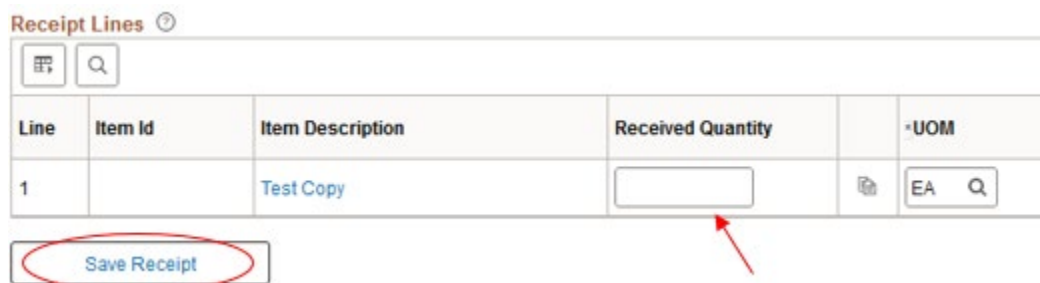 Receipt Lines
Line Item Id Item Description Received Quantity *UOM
1 Test Copy EA
Save Receipt